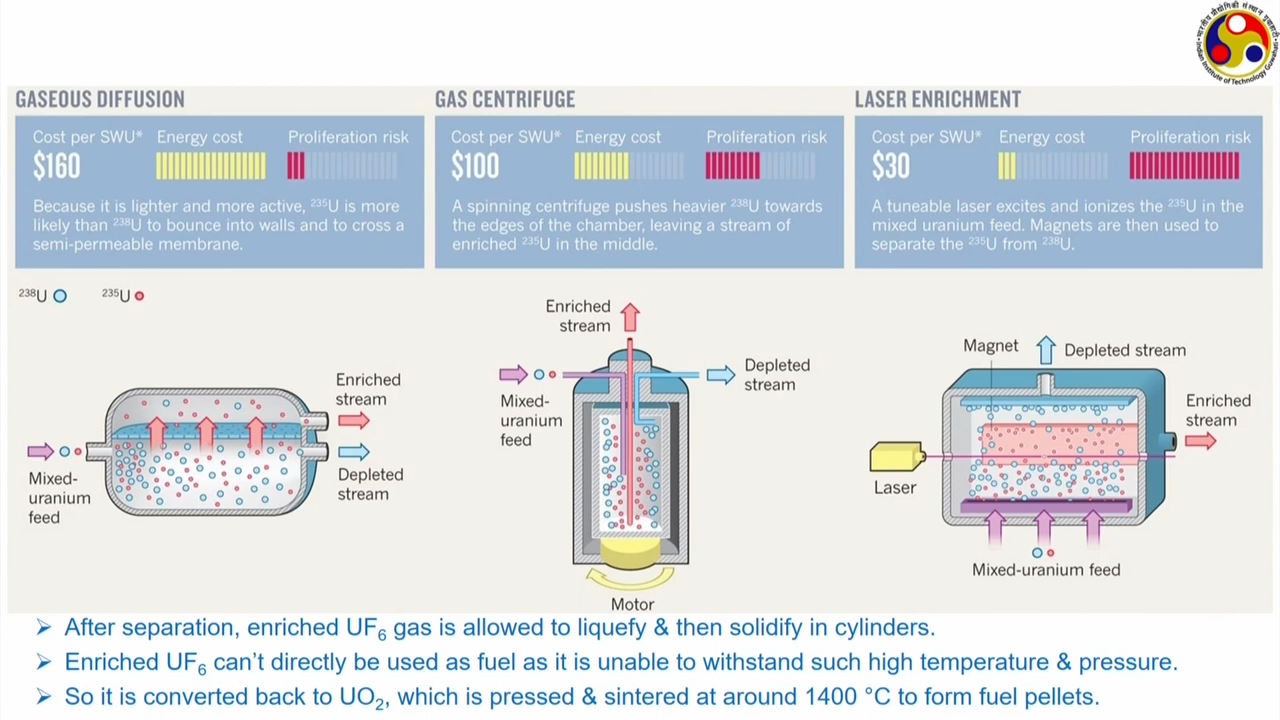 भारतीय प्रौद्योगिकी संस्थान गुवाहाटी
Indian Institute of Technology Guwahati
GASEOUS DIFFUSION
Cost per SWU* Energy cost Proliferation risk
$160
Because it is lighter and more active, ²³⁵U is more
likely than ²³⁸U to bounce into walls and to cross a
semi-permeable membrane.
GAS CENTRIFUGE
Cost per SWU* Energy cost Proliferation risk
$100
A spinning centrifuge pushes heavier ²³⁸U towards
the edges of the chamber, leaving a stream of
enriched ²³⁵U in the middle.
LASER ENRICHMENT
Cost per SWU* Energy cost Proliferation risk
$30
A tuneable laser excites and ionizes the ²³⁵U in the
mixed uranium feed. Magnets are then used to
separate the ²³⁵U from ²³⁸U.
²³⁸U ²³⁵U
Enriched
stream
Mixed-
uranium
feed
Depleted
stream
Enriched
stream
Mixed-
uranium
feed
Depleted
stream
Motor
Magnet
Depleted stream
Enriched
stream
Laser
Mixed-uranium feed
➢ After separation, enriched UF₆ gas is allowed to liquefy & then solidify in cylinders.
➢ Enriched UF₆ can’t directly be used as fuel as it is unable to withstand such high temperature & pressure.
➢ So it is converted back to UO₂, which is pressed & sintered at around 1400 °C to form fuel pellets.